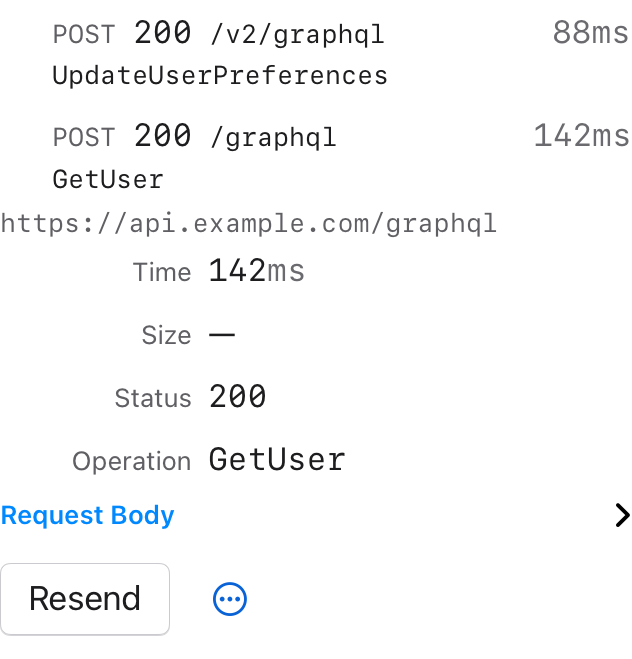 POST 200 /v2/graphql 88ms
UpdateUserPreferences
POST 200 /graphql 142ms
GetUser
https://api.example.com/graphql
Time 142ms
Size —
Status 200
Operation GetUser
Request Body
Resend